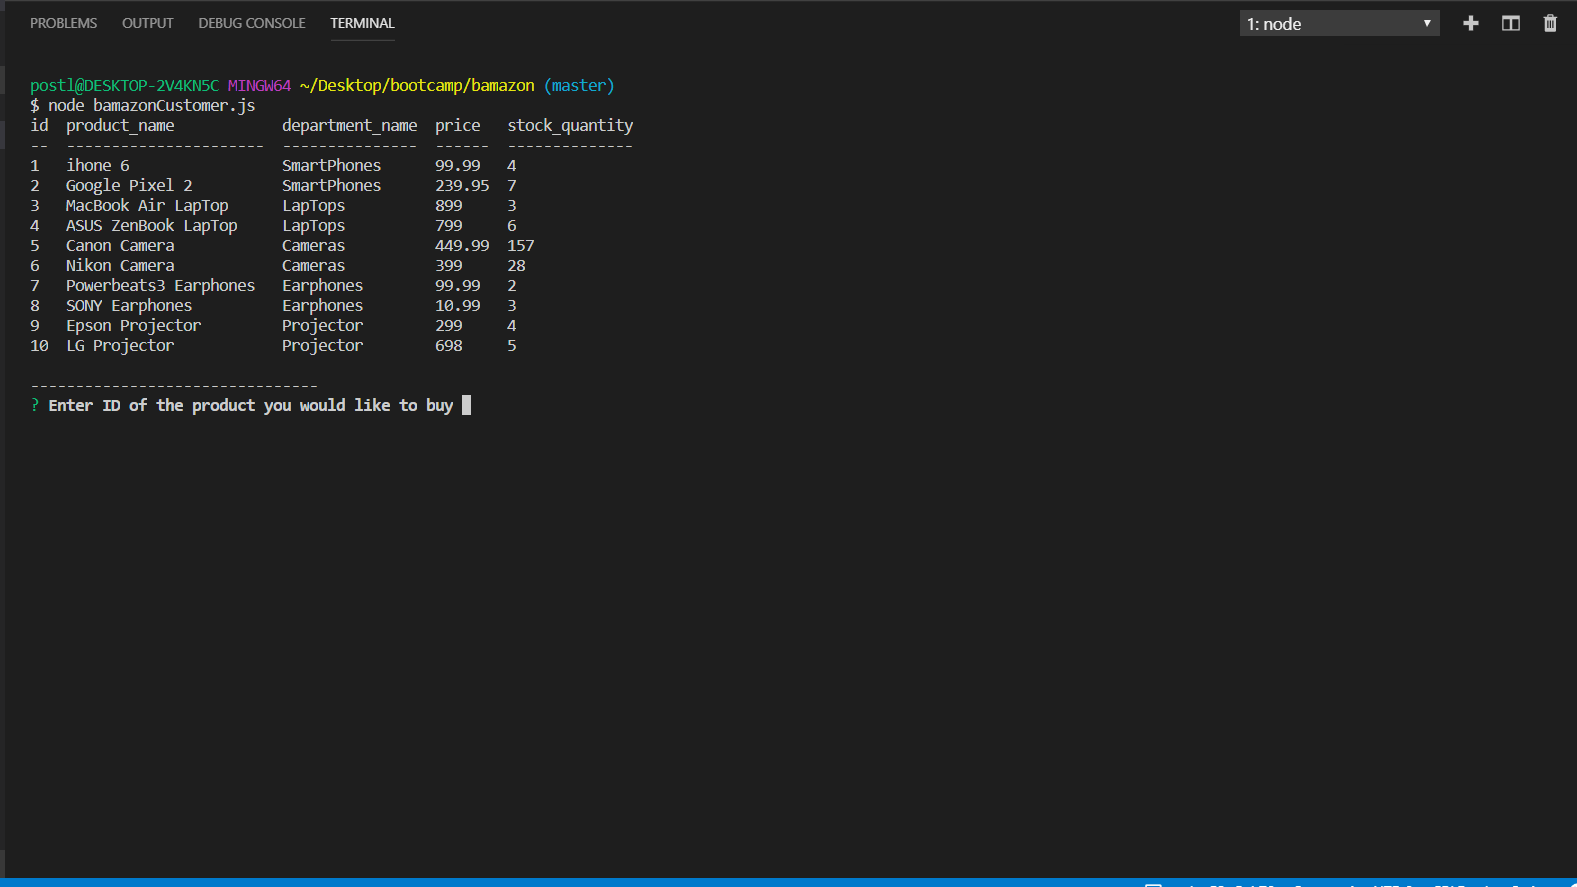 PROBLEMS OUTPUT DEBUG CONSOLE TERMINAL 1: node
postl@DESKTOP-2V4KN5C MINGW64 ~/Desktop/bootcamp/bamazon (master)
$ node bamazonCustomer.js
id  product_name            department_name  price   stock_quantity
--  ----------------------  ---------------  ------  --------------
1   ihone 6                 SmartPhones      99.99   4
2   Google Pixel 2          SmartPhones      239.95  7
3   MacBook Air LapTop      LapTops          899     3
4   ASUS ZenBook LapTop     LapTops          799     6
5   Canon Camera            Cameras          449.99  157
6   Nikon Camera            Cameras          399     28
7   Powerbeats3 Earphones   Earphones        99.99   2
8   SONY Earphones          Earphones        10.99   3
9   Epson Projector         Projector        299     4
10  LG Projector            Projector        698     5
--------------------------------
? Enter ID of the product you would like to buy